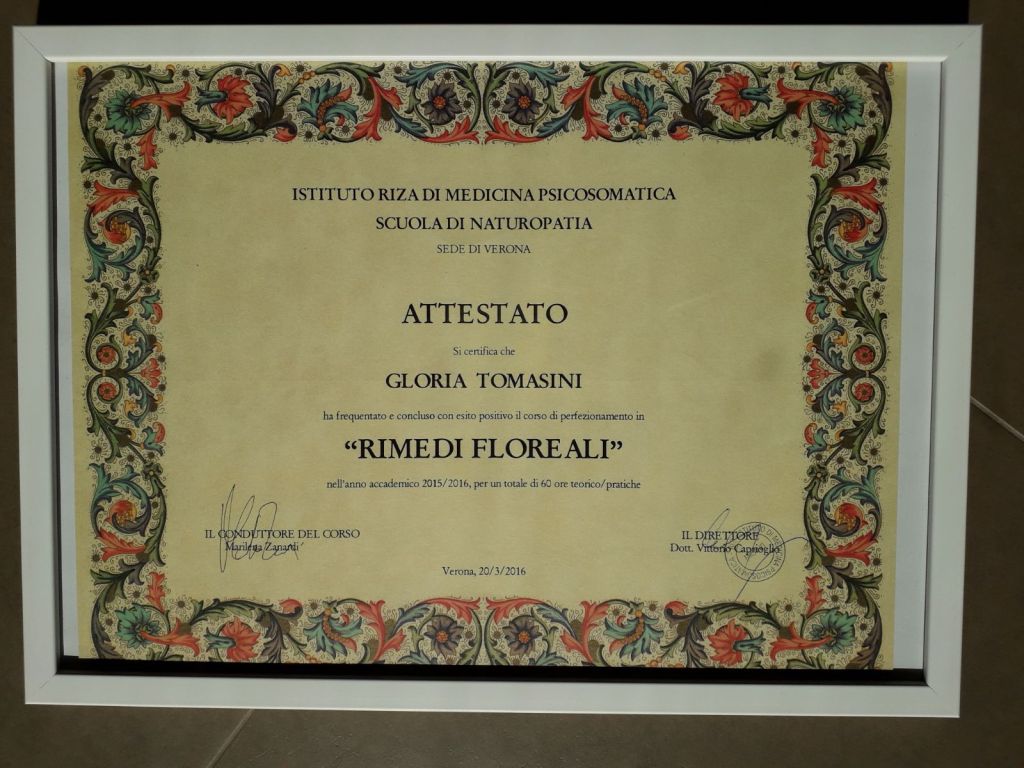 ISTITUTO RIZA DI MEDICINA PSICOSOMATICA
SCUOLA DI NATUROPATIA
SEDE DI VERONA
ATTESTATO
Si certifica che
GLORIA TOMASINI
ha frequentato e concluso con esito positivo il corso di perfezionamento in
“RIMEDI FLOREALI”
nell'anno accademico 2015/2016, per un totale di 60 ore teorico/pratiche
IL CONDUTTORE DEL CORSO
Marilena Zanardi
IL DIRETTORE
Dott. Vittorio Caprioglio
Verona, 20/3/2016